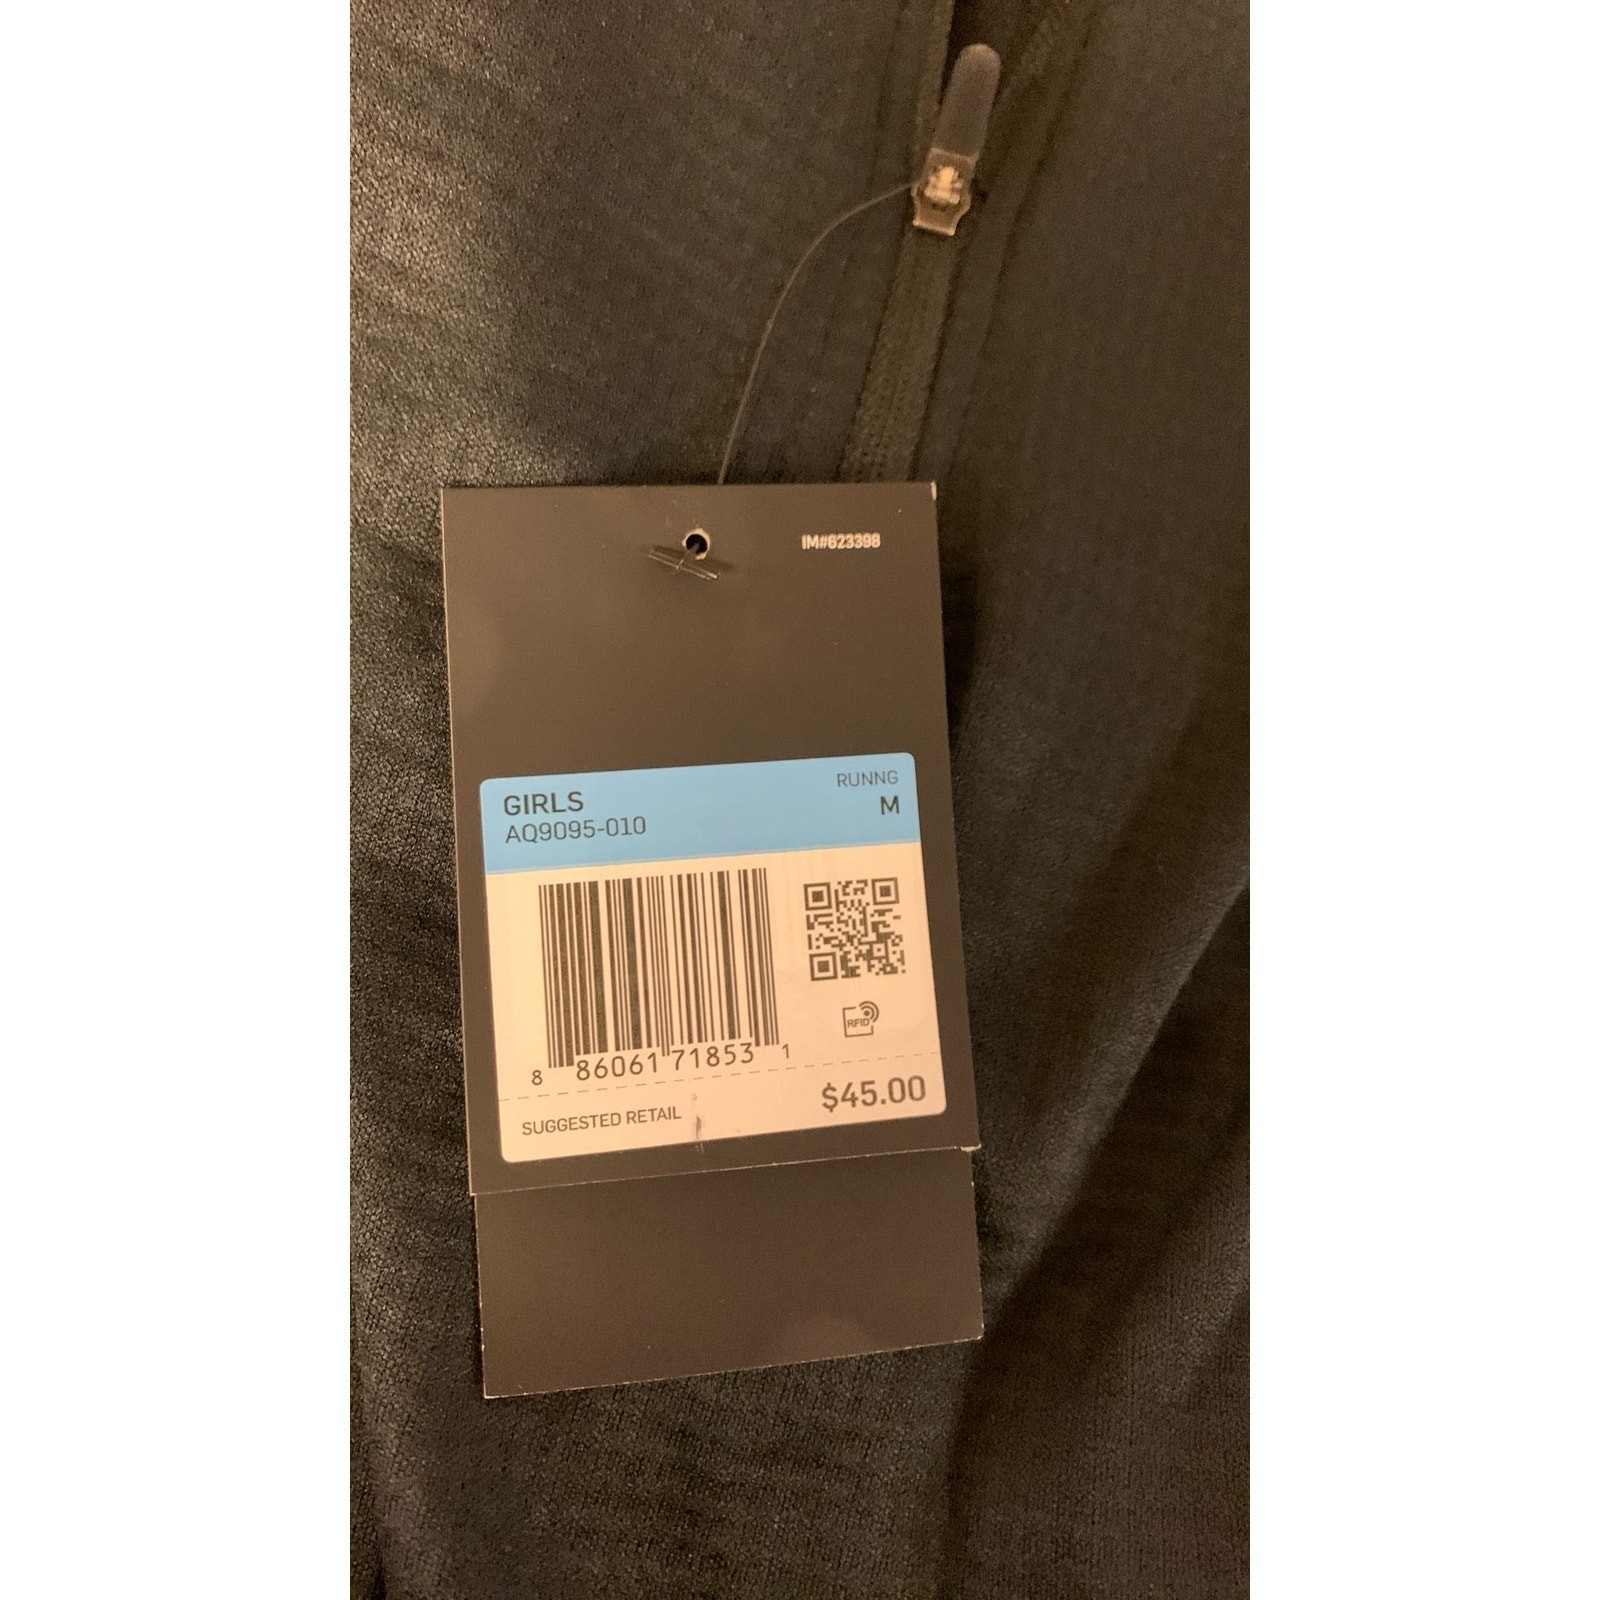 IM#623398
RUNNG
GIRLS
M
AQ9095-010
RFID
8 86061 71853 1
SUGGESTED RETAIL
$45.00